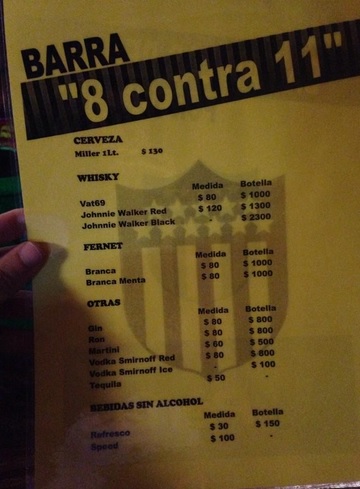 BARRA
"8 contra 11"
CERVEZA
Miller 1Lt. $ 130
WHISKY
Medida Botella
Vat69 $ 80 $ 1000
Johnnie Walker Red $ 120 $ 1300
Johnnie Walker Black - $ 2300
FERNET
Medida Botella
Branca $ 80 $ 1000
Branca Menta $ 80 $ 1000
OTRAS
Medida Botella
Gin $ 80 $ 800
Ron $ 80 $ 800
Martini $ 60 $ 500
Vodka Smirnoff Red $ 80 $ 600
Vodka Smirnoff Ice - $ 100
Tequila $ 50 -
BEBIDAS SIN ALCOHOL
Medida Botella
Refresco $ 30 $ 150
Speed $ 100 -